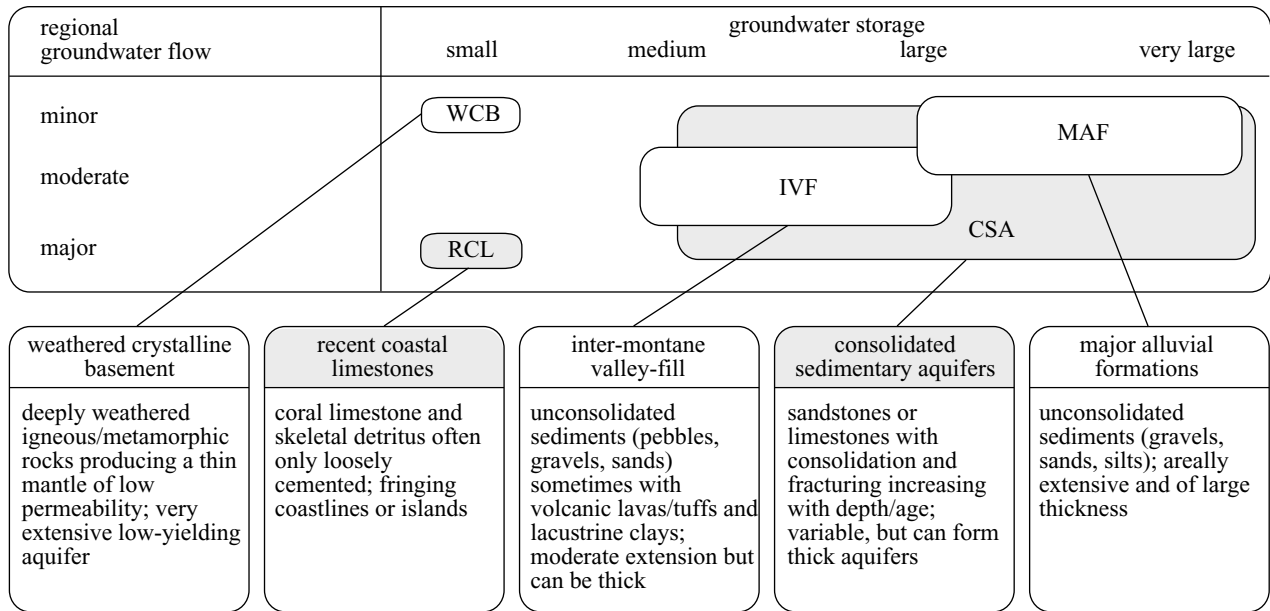 regional
groundwater flow
groundwater storage
small medium large very large
minor
moderate
major
WCB
MAF
IVF
CSA
RCL
weathered crystalline
basement
deeply weathered
igneous/metamorphic
rocks producing a thin
mantle of low
permeability; very
extensive low-yielding
aquifer
recent coastal
limestones
coral limestone and
skeletal detritus often
only loosely
cemented; fringing
coastlines or islands
inter-montane
valley-fill
unconsolidated
sediments (pebbles,
gravels, sands)
sometimes with
volcanic lavas/tuffs and
lacustrine clays;
moderate extension but
can be thick
consolidated
sedimentary aquifers
sandstones or
limestones with
consolidation and
fracturing increasing
with depth/age;
variable, but can form
thick aquifers
major alluvial
formations
unconsolidated
sediments (gravels,
sands, silts); areally
extensive and of large
thickness